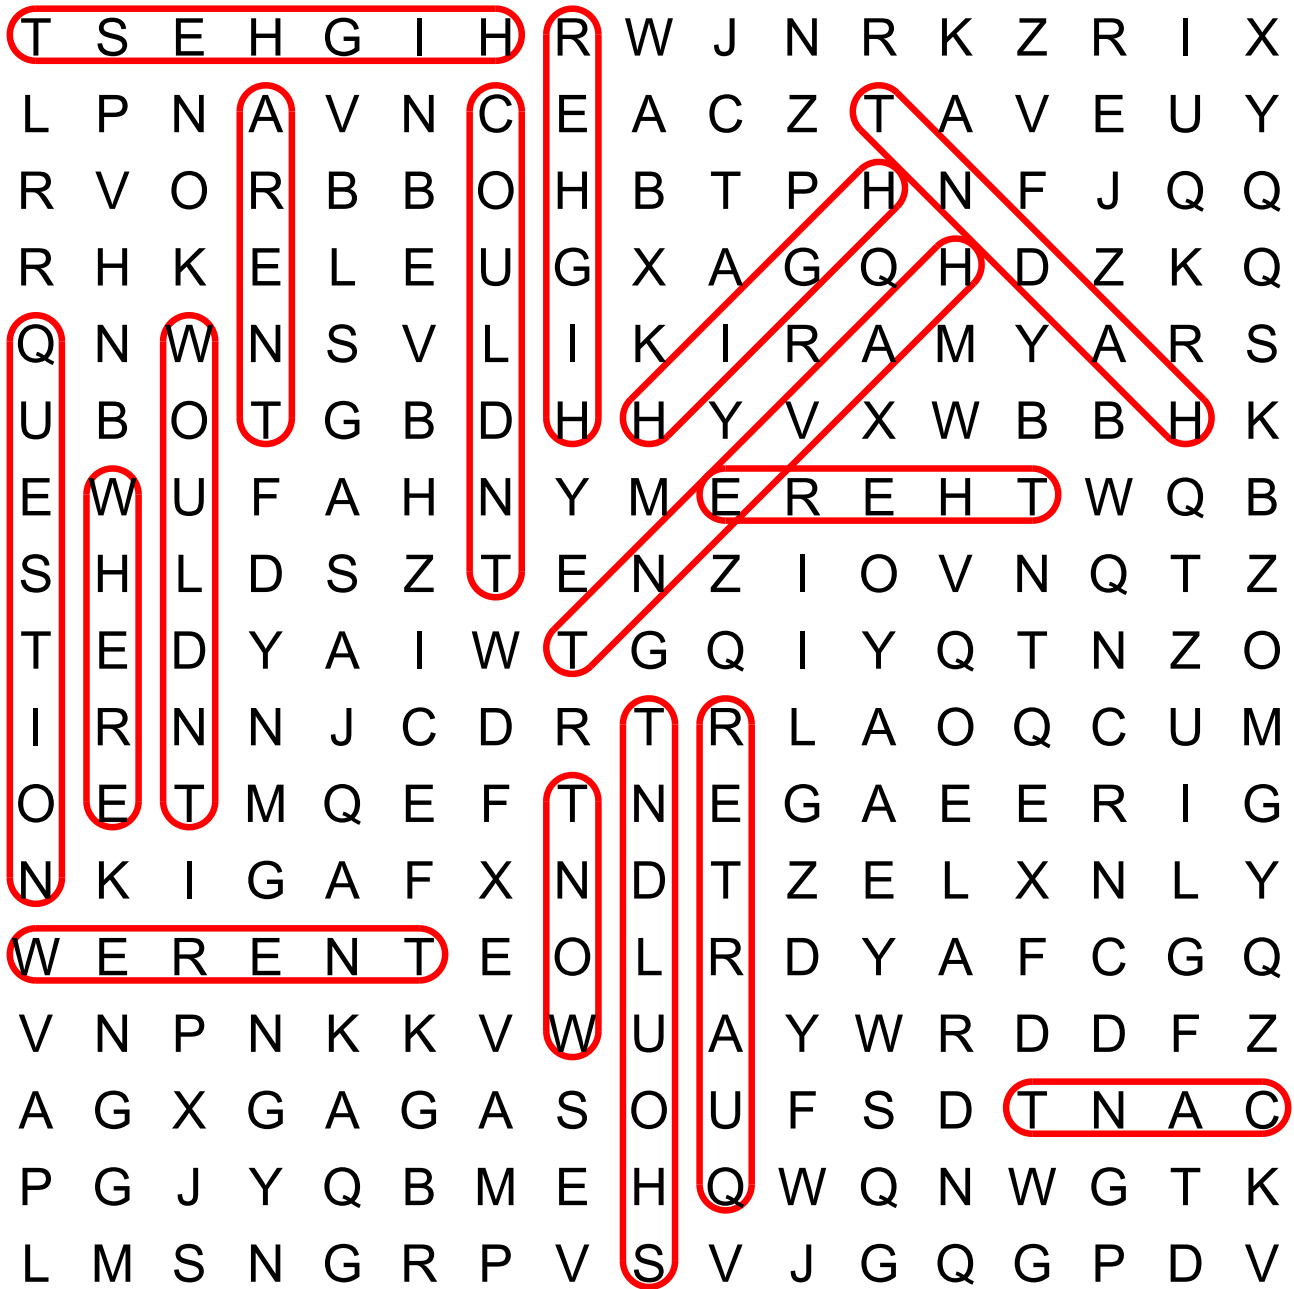 T S E H G I H R W J N R K Z R I X
L P N A V N C E A C Z T A V E U Y
R V O R B B O H B T P H N F J Q Q
R H K E L E U G X A G Q H D Z K Q
Q N W N S V L I K I R A M Y A R S
U B O T G B D H H Y V X W B B H K
E W U F A H N Y M E R E H T W Q B
S H L D S Z T E N Z I O V N Q T Z
T E D Y A I W T G Q I Y Q T N Z O
I R N N J C D R T R L A O Q C U M
O E T M Q E F T N E G A E E R I G
N K I G A F X N D T Z E L X N L Y
W E R E N T E O L R D Y A F C G Q
V N P N K K V W U A Y W R D D F Z
A G X G A G A S O U F S D T N A C
P G J Y Q B M E H Q W Q N W G T K
L M S N G R P V S V J G Q G P D V